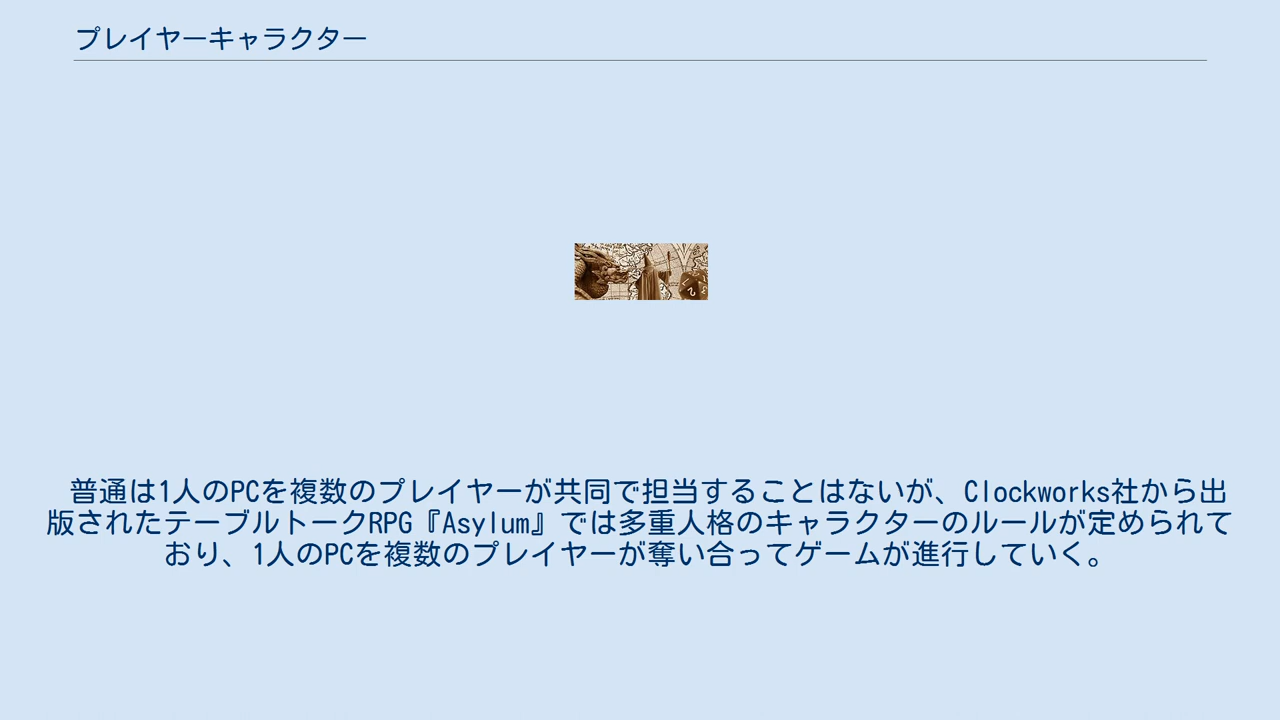 プレイヤーキャラクター
普通は1人のPCを複数のプレイヤーが共同で担当することはないが、Clockworks社から出
版されたテーブルトークRPG『Asylum』では多重人格のキャラクターのルールが定められて
おり、1人のPCを複数のプレイヤーが奪い合ってゲームが進行していく。